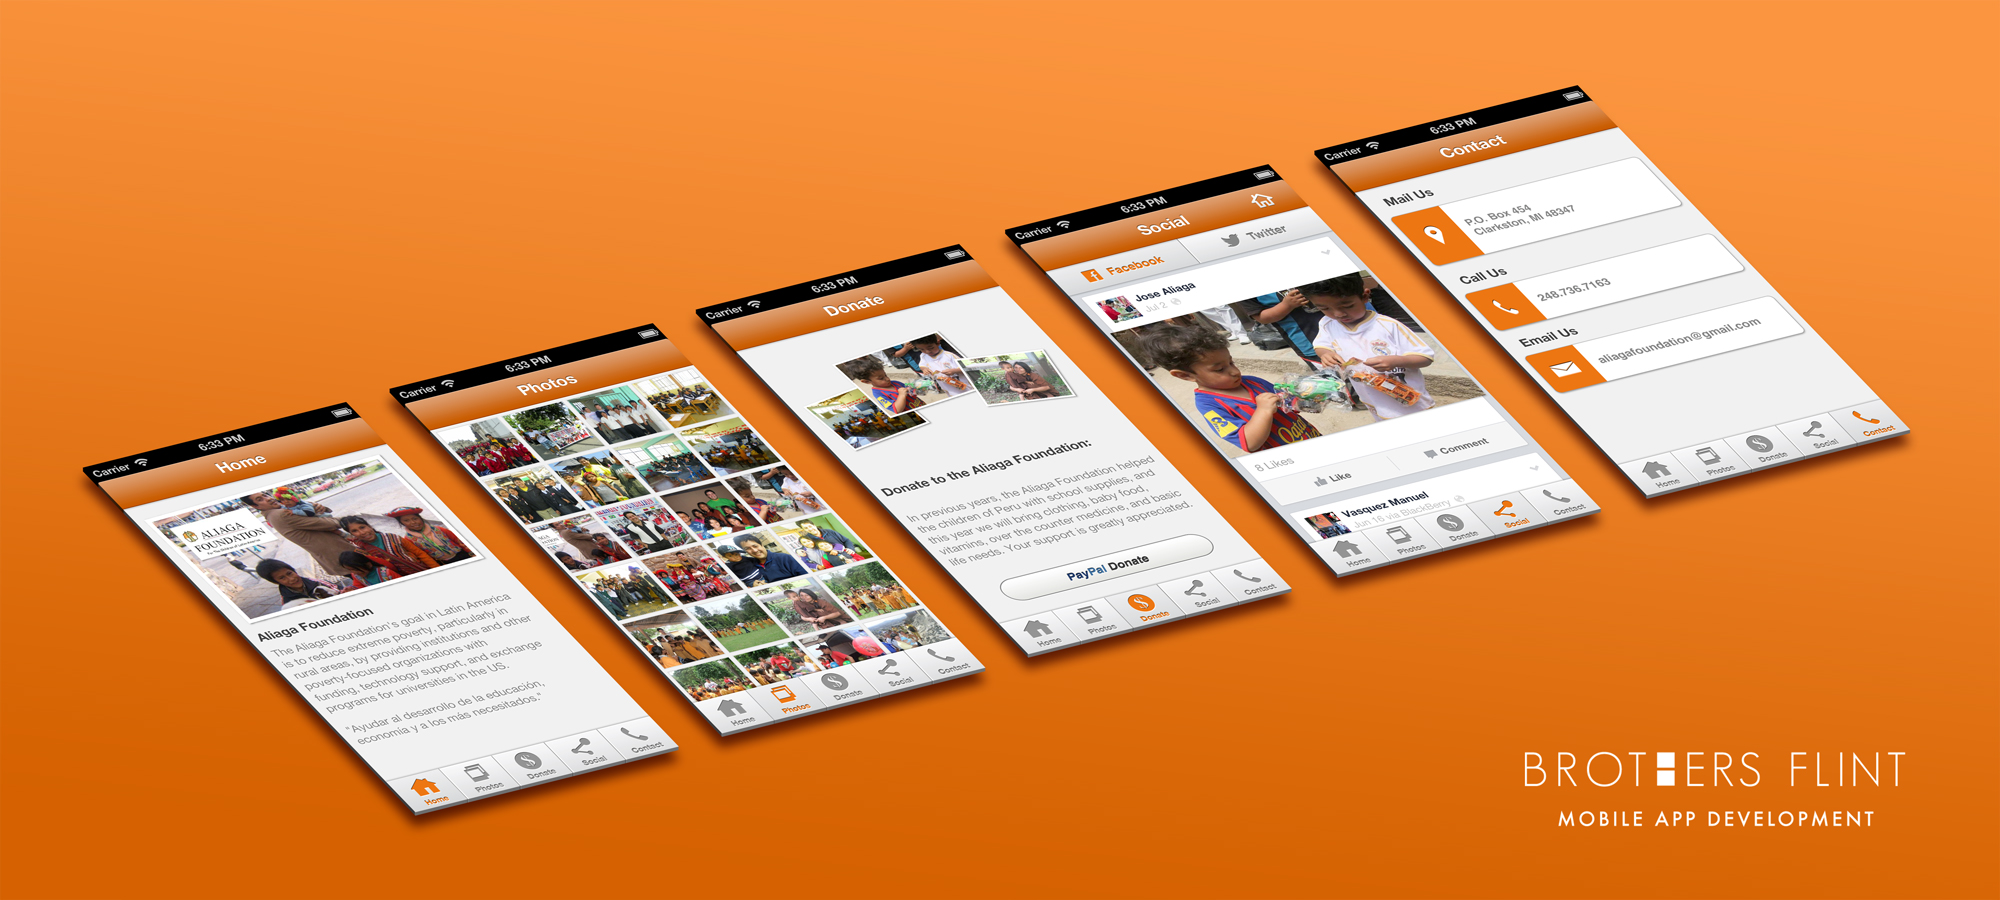 Carrier 6:33 PM
Home
ALIAGA
FOUNDATION
Aliaga Foundation
The Aliaga Foundation's goal in Latin America
is to reduce extreme poverty, particularly in
rural areas, by providing institutions and other
poverty-focused organizations with
funding, technology support, and exchange
programs for universities in the US.
"Ayudar al desarrollo de la educación,
economía y a los más necesitados."
Home Photos Donate Social Contact
Carrier 6:33 PM
Photos
Home Photos Donate Social Contact
Carrier 6:33 PM
Donate
Donate to the Aliaga Foundation:
In previous years, the Aliaga Foundation helped
the children of Peru with school supplies, and
this year we will bring clothing, baby food,
vitamins, over the counter medicine, and basic
life needs. Your support is greatly appreciated.
PayPal Donate
Home Photos Donate Social Contact
Carrier 6:33 PM
Social
Facebook Twitter
Jose Aliaga
Jul 2
8 Likes
Like Comment
Vasquez Manuel
Jun 16 via BlackBerry
Home Photos Donate Social Contact
Carrier 6:33 PM
Contact
Mail Us
P.O. Box 454
Clarkston, MI 48347
Call Us
248.736.7163
Email Us
aliagafoundation@gmail.com
Home Photos Donate Social Contact
BROTHERS FLINT
MOBILE APP DEVELOPMENT